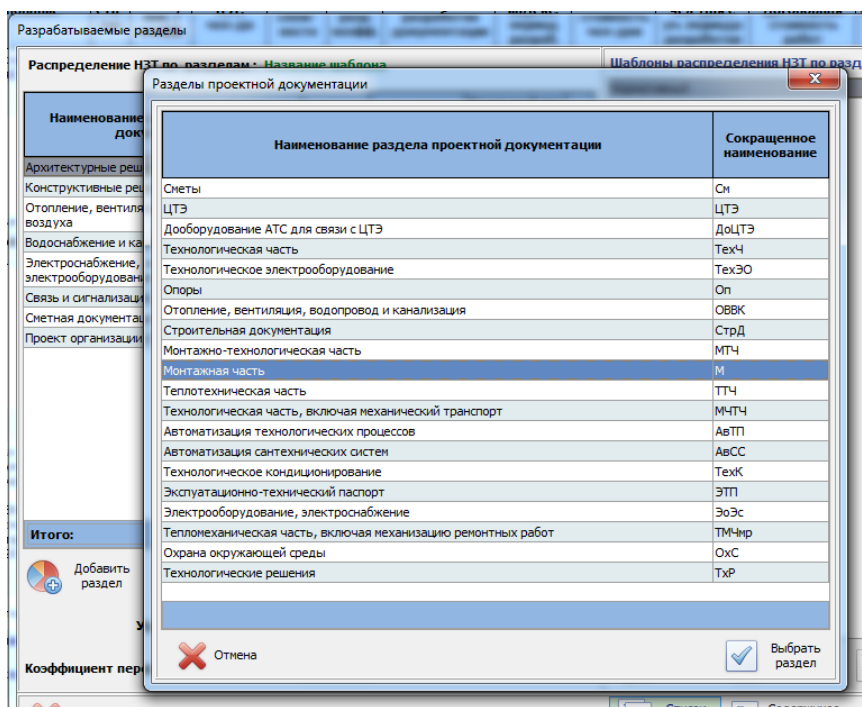 Разрабатываемые разделы
Распределение НЗТ по разделам: Название шаблона
Шаблоны распределения НЗТ по разд
Разделы проектной документации
Наименование
док
Архитектурные реш
Конструктивные реш
Отопление, вентиля
воздуха
Водоснабжение и ка
Электроснабжение,
электрооборудовани
Связь и сигнализаци
Сметная документац
Проект организации
Итого:
Добавить
раздел
У
Коэффициент пер
Наименование раздела проектной документации
Сокращенное
наименование
Сметы См
ЦТЭ ЦТЭ
Дооборудование АТС для связи с ЦТЭ ДоЦТЭ
Технологическая часть ТехЧ
Технологическое электрооборудование ТехЭО
Опоры Оп
Отопление, вентиляция, водопровод и канализация ОВВК
Строительная документация СтрД
Монтажно-технологическая часть МТЧ
Монтажная часть М
Теплотехническая часть ТТЧ
Технологическая часть, включая механический транспорт МЧТЧ
Автоматизация технологических процессов АвТП
Автоматизация сантехнических систем АвСС
Технологическое кондиционирование ТехК
Экспуатационно-технический паспорт ЭТП
Электрооборудование, электроснабжение ЭоЭс
Тепломеханическая часть, включая механизацию ремонтных работ ТМЧмр
Охрана окружающей среды ОхС
Технологические решения ТхР
Отмена
Выбрать
раздел